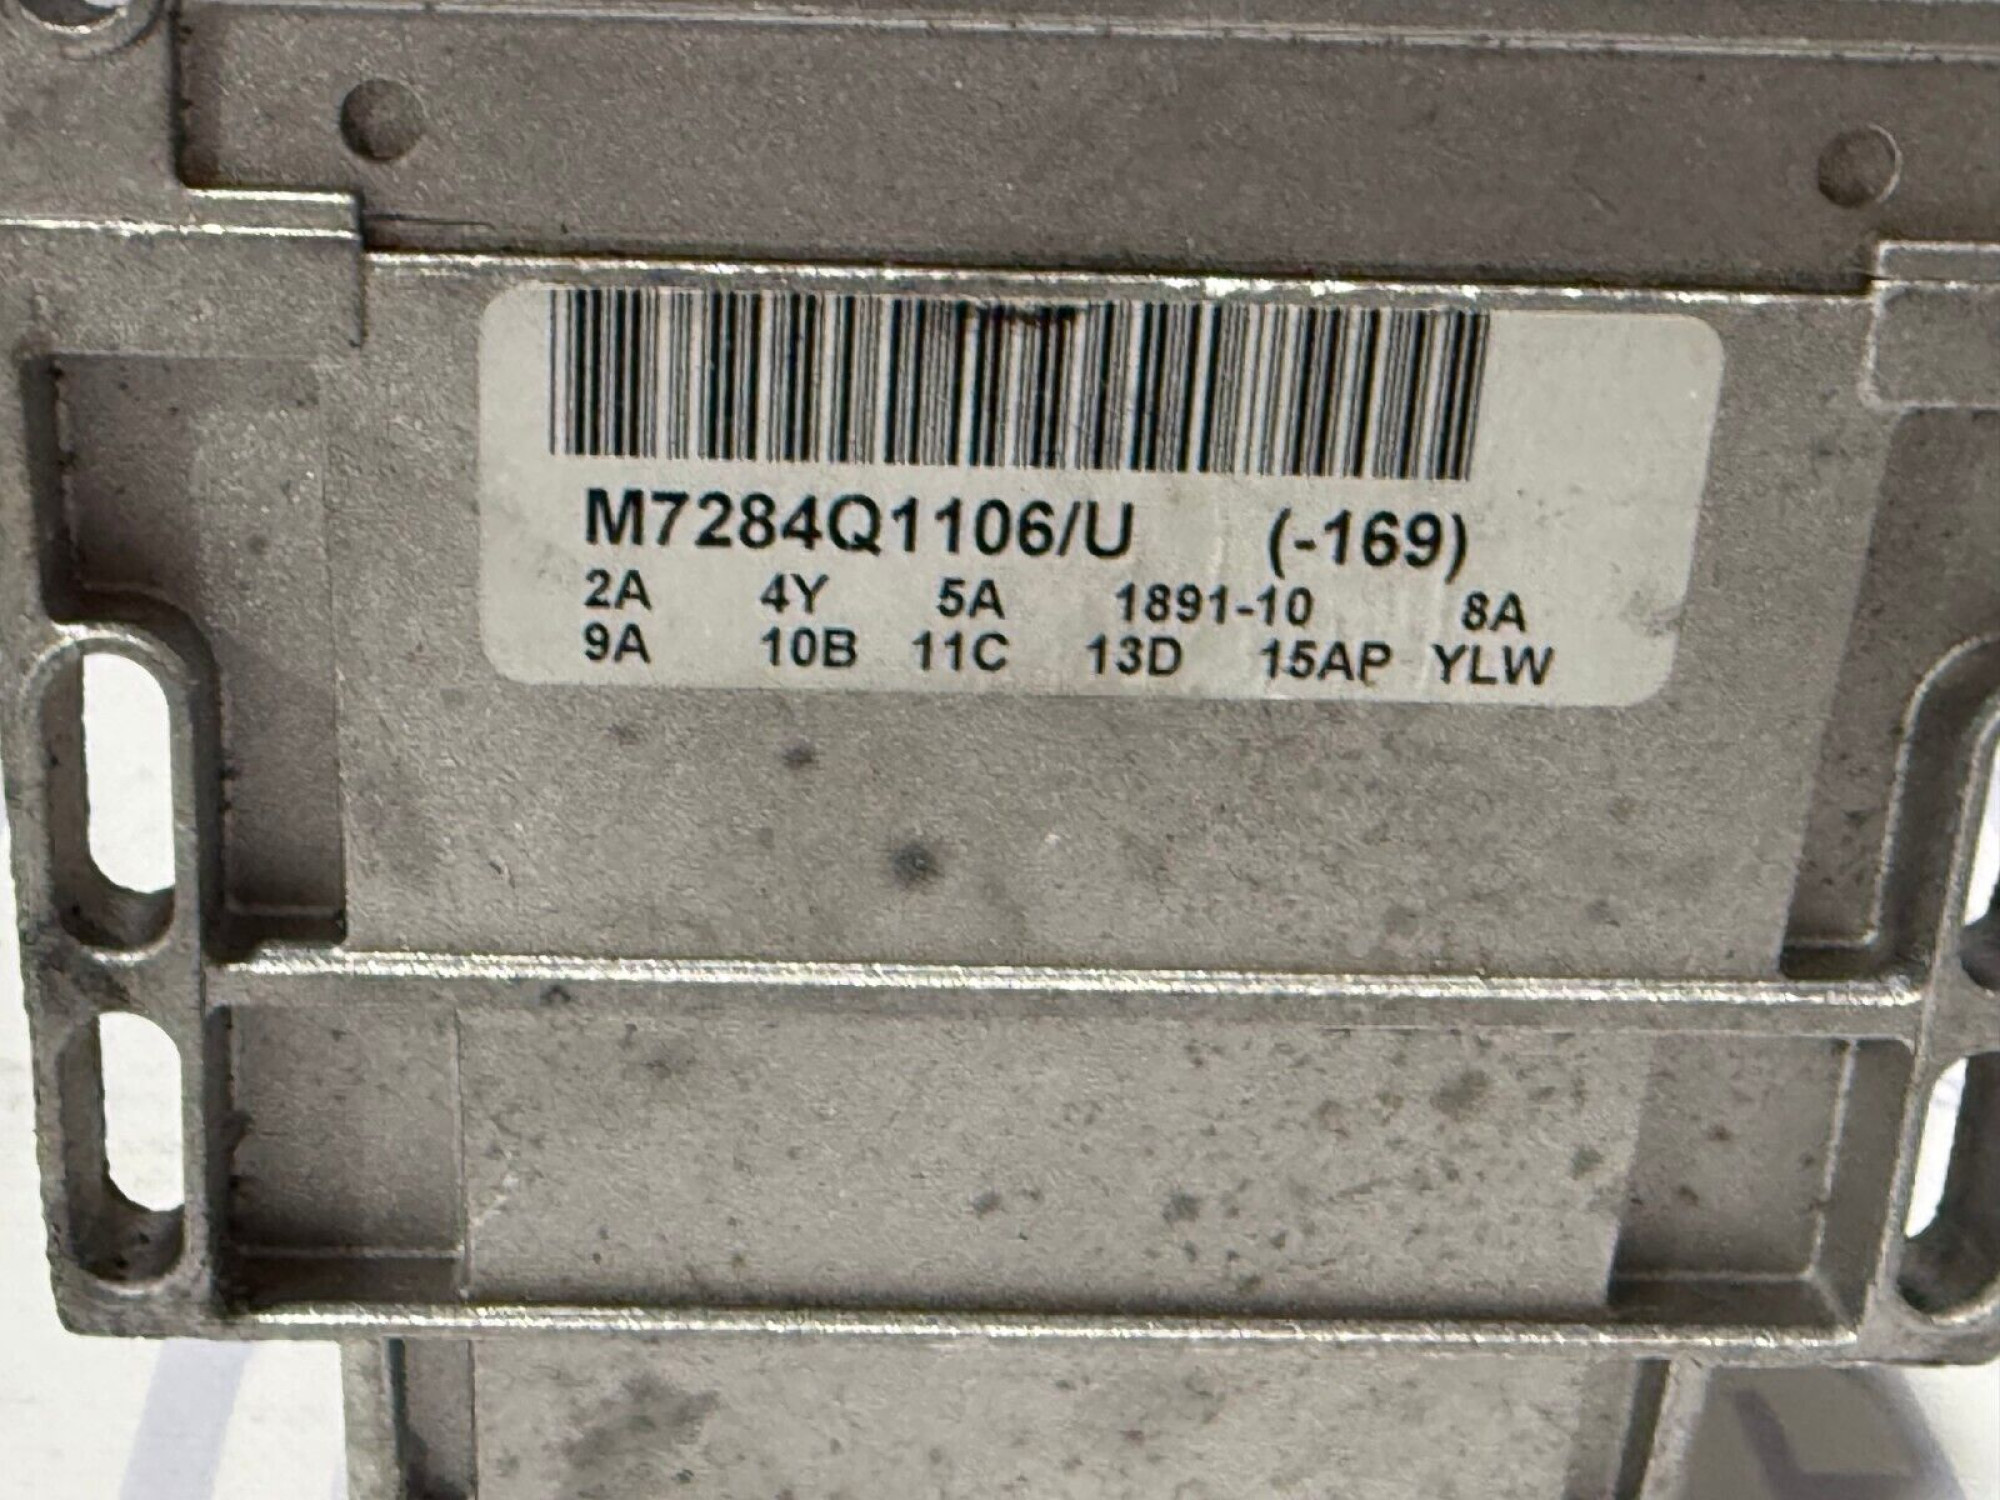 M7284Q1106/U (-169)
2A 4Y 5A 1891-10 8A
9A 10B 11C 13D 15AP YLW